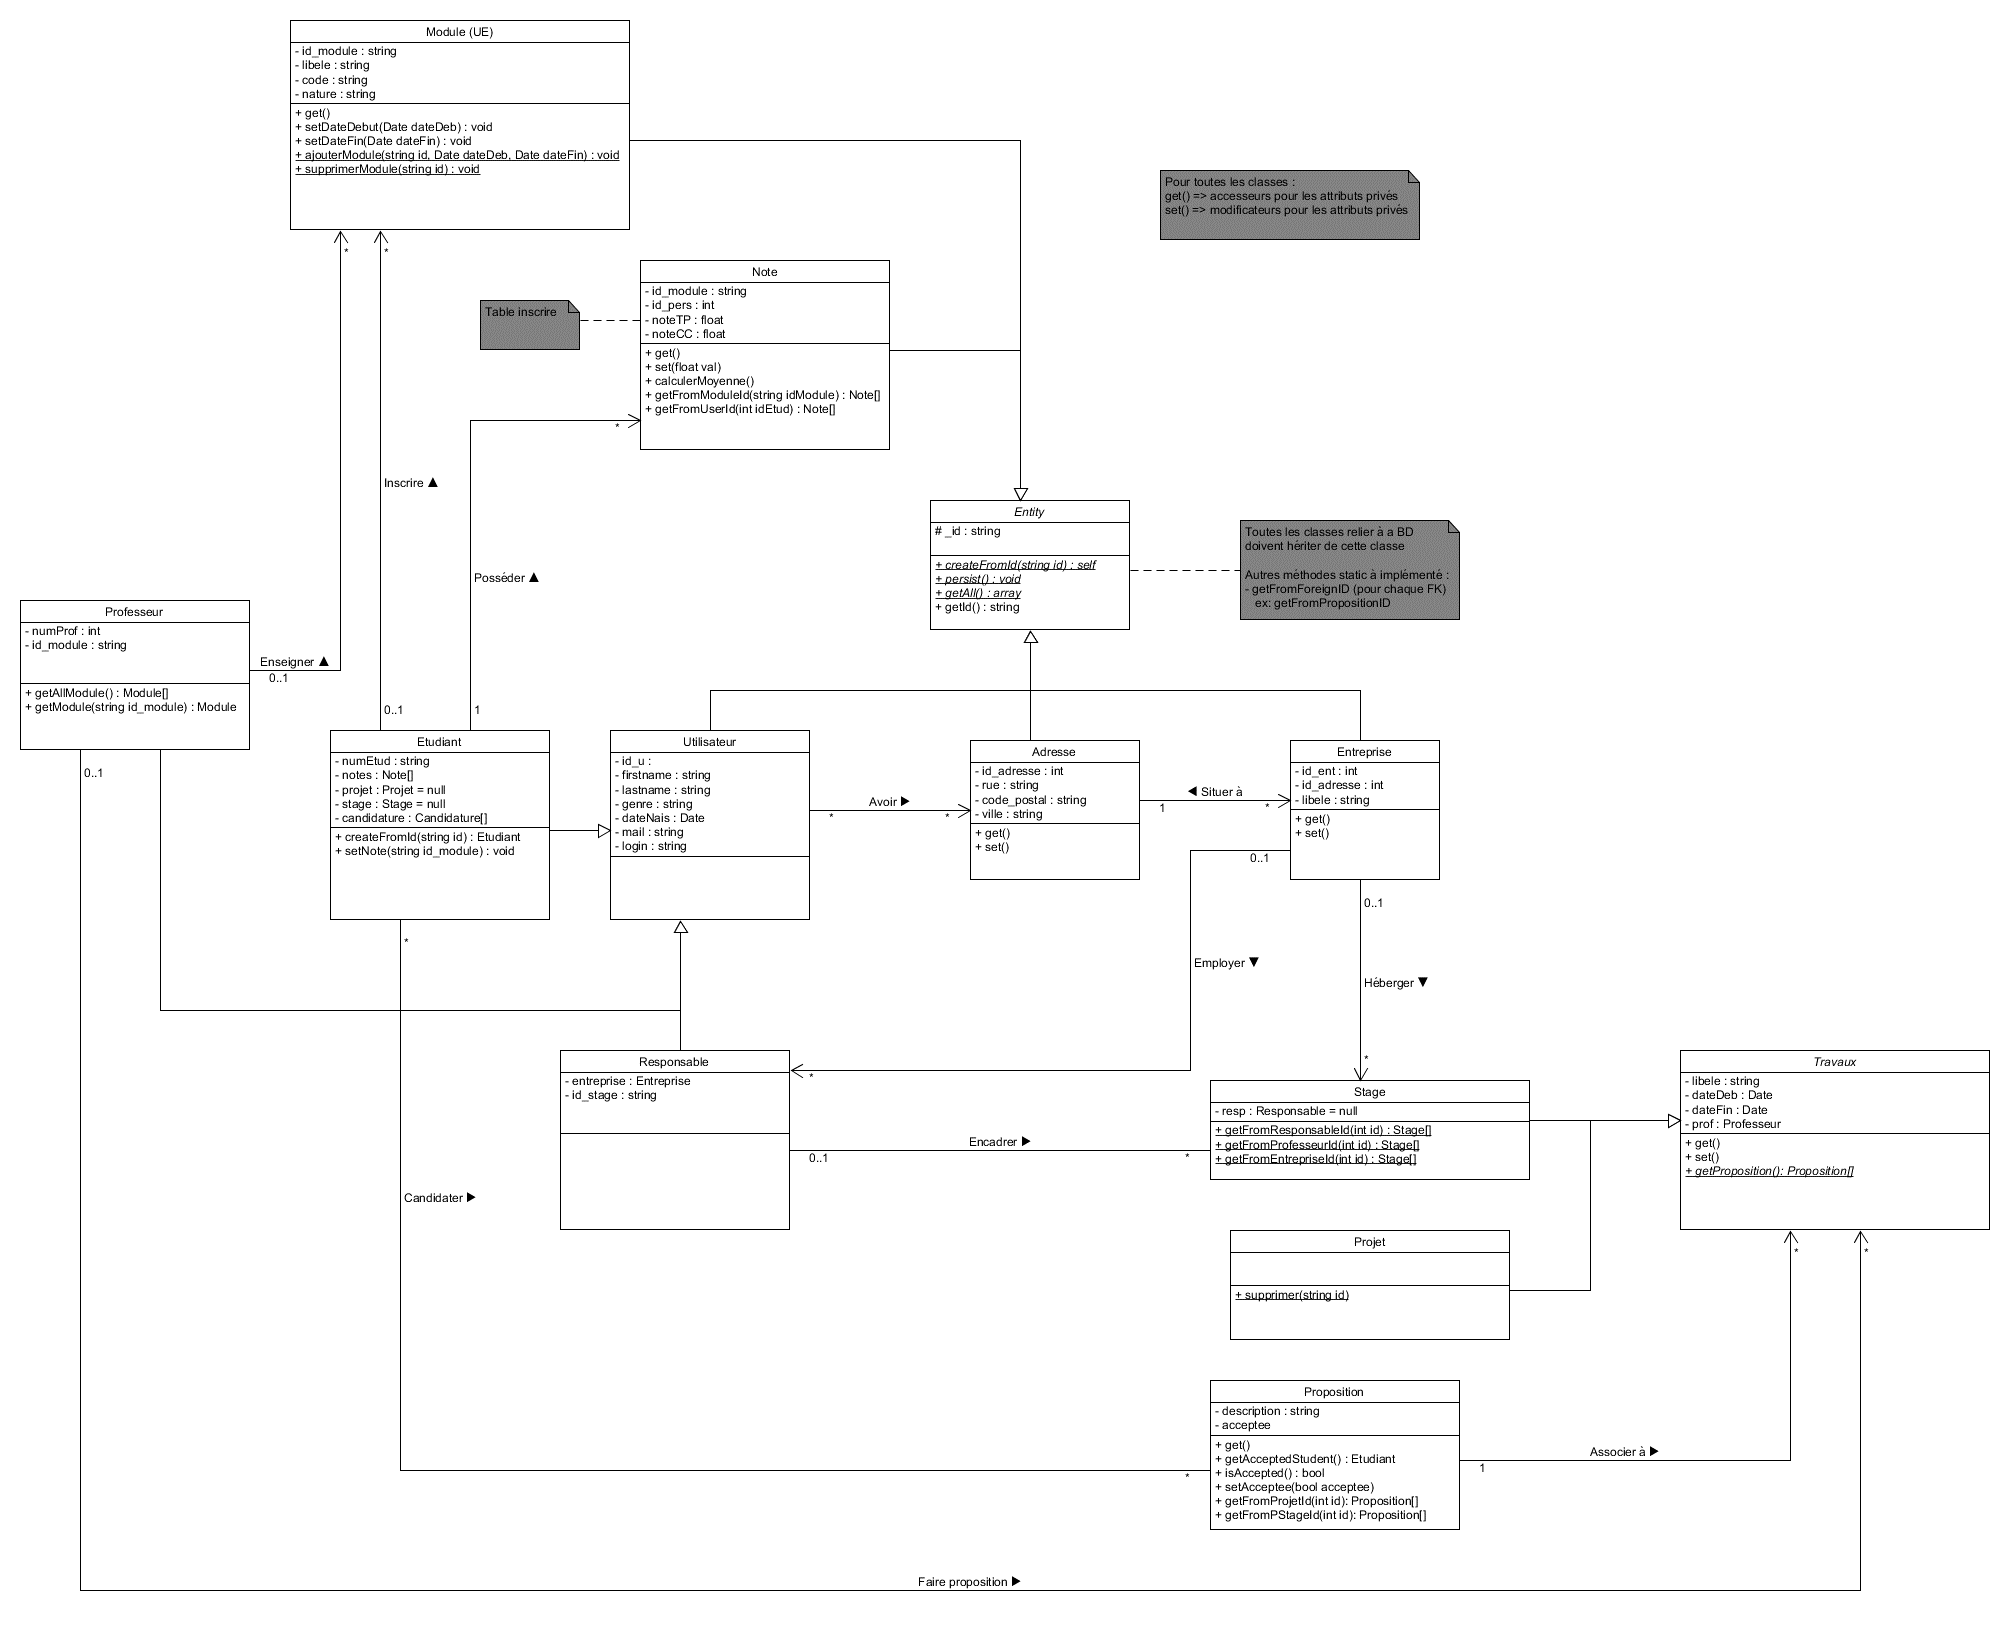 Module (UE)
- id_module : string
- libele : string
- code : string
- nature : string
+ get()
+ setDateDebut(Date dateDeb) : void
+ setDateFin(Date dateFin) : void
+ ajouterModule(string id, Date dateDeb, Date dateFin) : void
+ supprimerModule(string id) : void
Pour toutes les classes :
get() => accesseurs pour les attributs privés
set() => modificateurs pour les attributs privés
*
*
Table inscrire
Note
- id_module : string
- id_pers : int
- noteTP : float
- noteCC : float
+ get()
+ set(float val)
+ calculerMoyenne()
+ getFromModuleId(string idModule) : Note[]
+ getFromUserId(int idEtud) : Note[]
*
Inscrire ▲
Posséder ▲
Entity
# _id : string
+ createFromId(string id) : self
+ persist() : void
+ getAll() : array
+ getId() : string
Toutes les classes relier à a BD
doivent hériter de cette classe
Autres méthodes static à implémenté :
- getFromForeignID (pour chaque FK)
ex: getFromPropositionID
Professeur
- numProf : int
- id_module : string
+ getAllModule() : Module[]
+ getModule(string id_module) : Module
Enseigner ▲
0..1
0..1
0..1
1
Etudiant
- numEtud : string
- notes : Note[]
- projet : Projet = null
- stage : Stage = null
- candidature : Candidature[]
+ createFromId(string id) : Etudiant
+ setNote(string id_module) : void
Utilisateur
- id_u :
- firstname : string
- lastname : string
- genre : string
- dateNais : Date
- mail : string
- login : string
Avoir ►
*
*
Adresse
- id_adresse : int
- rue : string
- code_postal : string
- ville : string
+ get()
+ set()
◄ Situer à
1
*
Entreprise
- id_ent : int
- id_adresse : int
- libele : string
+ get()
+ set()
0..1
0..1
*
Employer ▼
Héberger ▼
*
*
Responsable
- entreprise : Entreprise
- id_stage : string
Encadrer ►
0..1
*
Stage
- resp : Responsable = null
+ getFromResponsableId(int id) : Stage[]
+ getFromProfesseurId(int id) : Stage[]
+ getFromEntrepriseId(int id) : Stage[]
Travaux
- libele : string
- dateDeb : Date
- dateFin : Date
- prof : Professeur
+ get()
+ set()
+ getProposition(): Proposition[]
Candidater ►
Projet
+ supprimer(string id)
*
*
Proposition
- description : string
- acceptee
+ get()
+ getAcceptedStudent() : Etudiant
+ isAccepted() : bool
+ setAcceptee(bool acceptee)
+ getFromProjetId(int id): Proposition[]
+ getFromPStageId(int id): Proposition[]
*
Associer à ►
1
Faire proposition ►